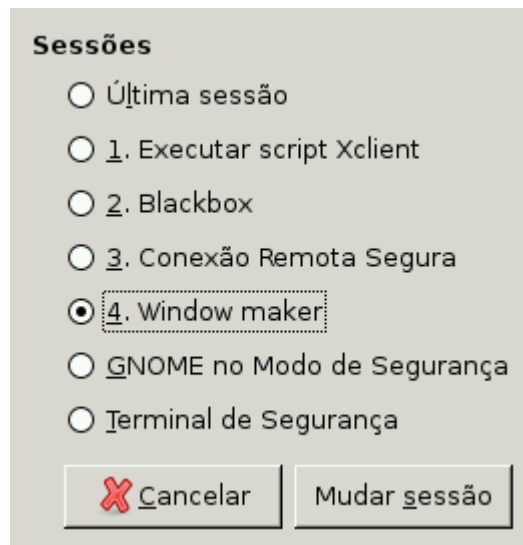 Sessões
Última sessão
1. Executar script Xclient
2. Blackbox
3. Conexão Remota Segura
4. Window maker
GNOME no Modo de Segurança
Terminal de Segurança
Cancelar Mudar sessão